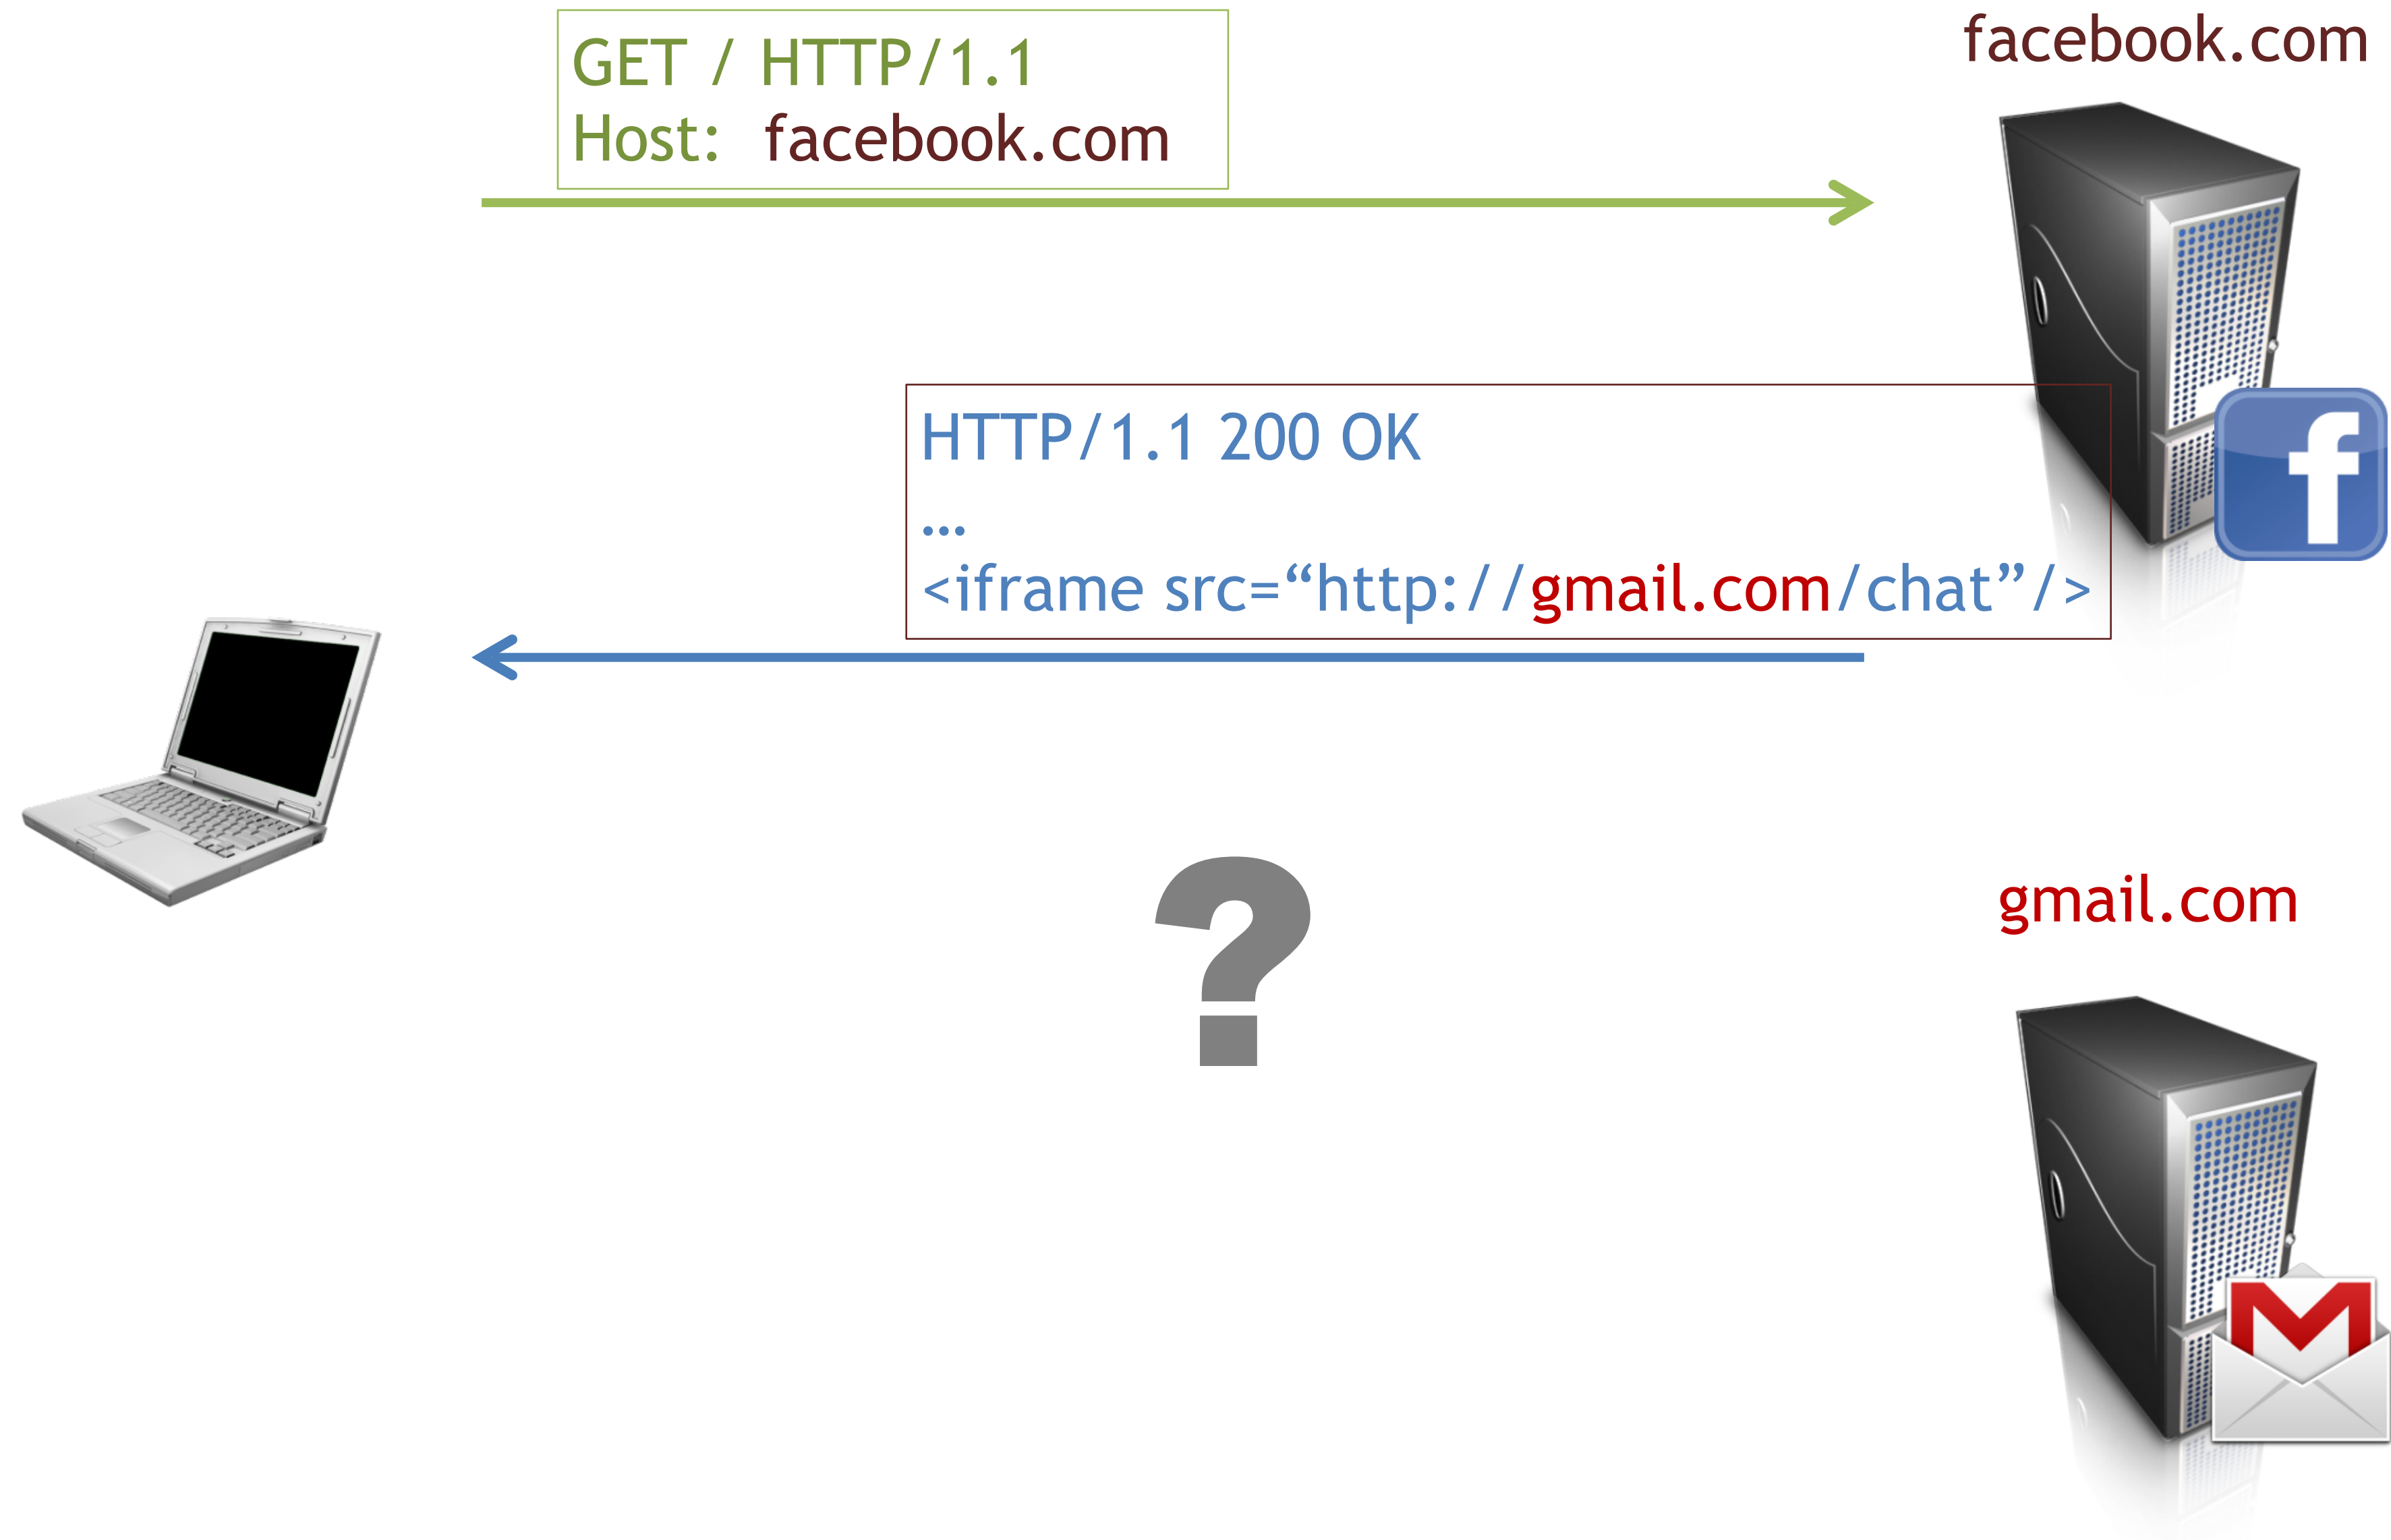 facebook.com
GET / HTTP/1.1
Host: facebook.com
HTTP/1.1 200 OK
…
<iframe src=“http://gmail.com/chat”/>
?
gmail.com